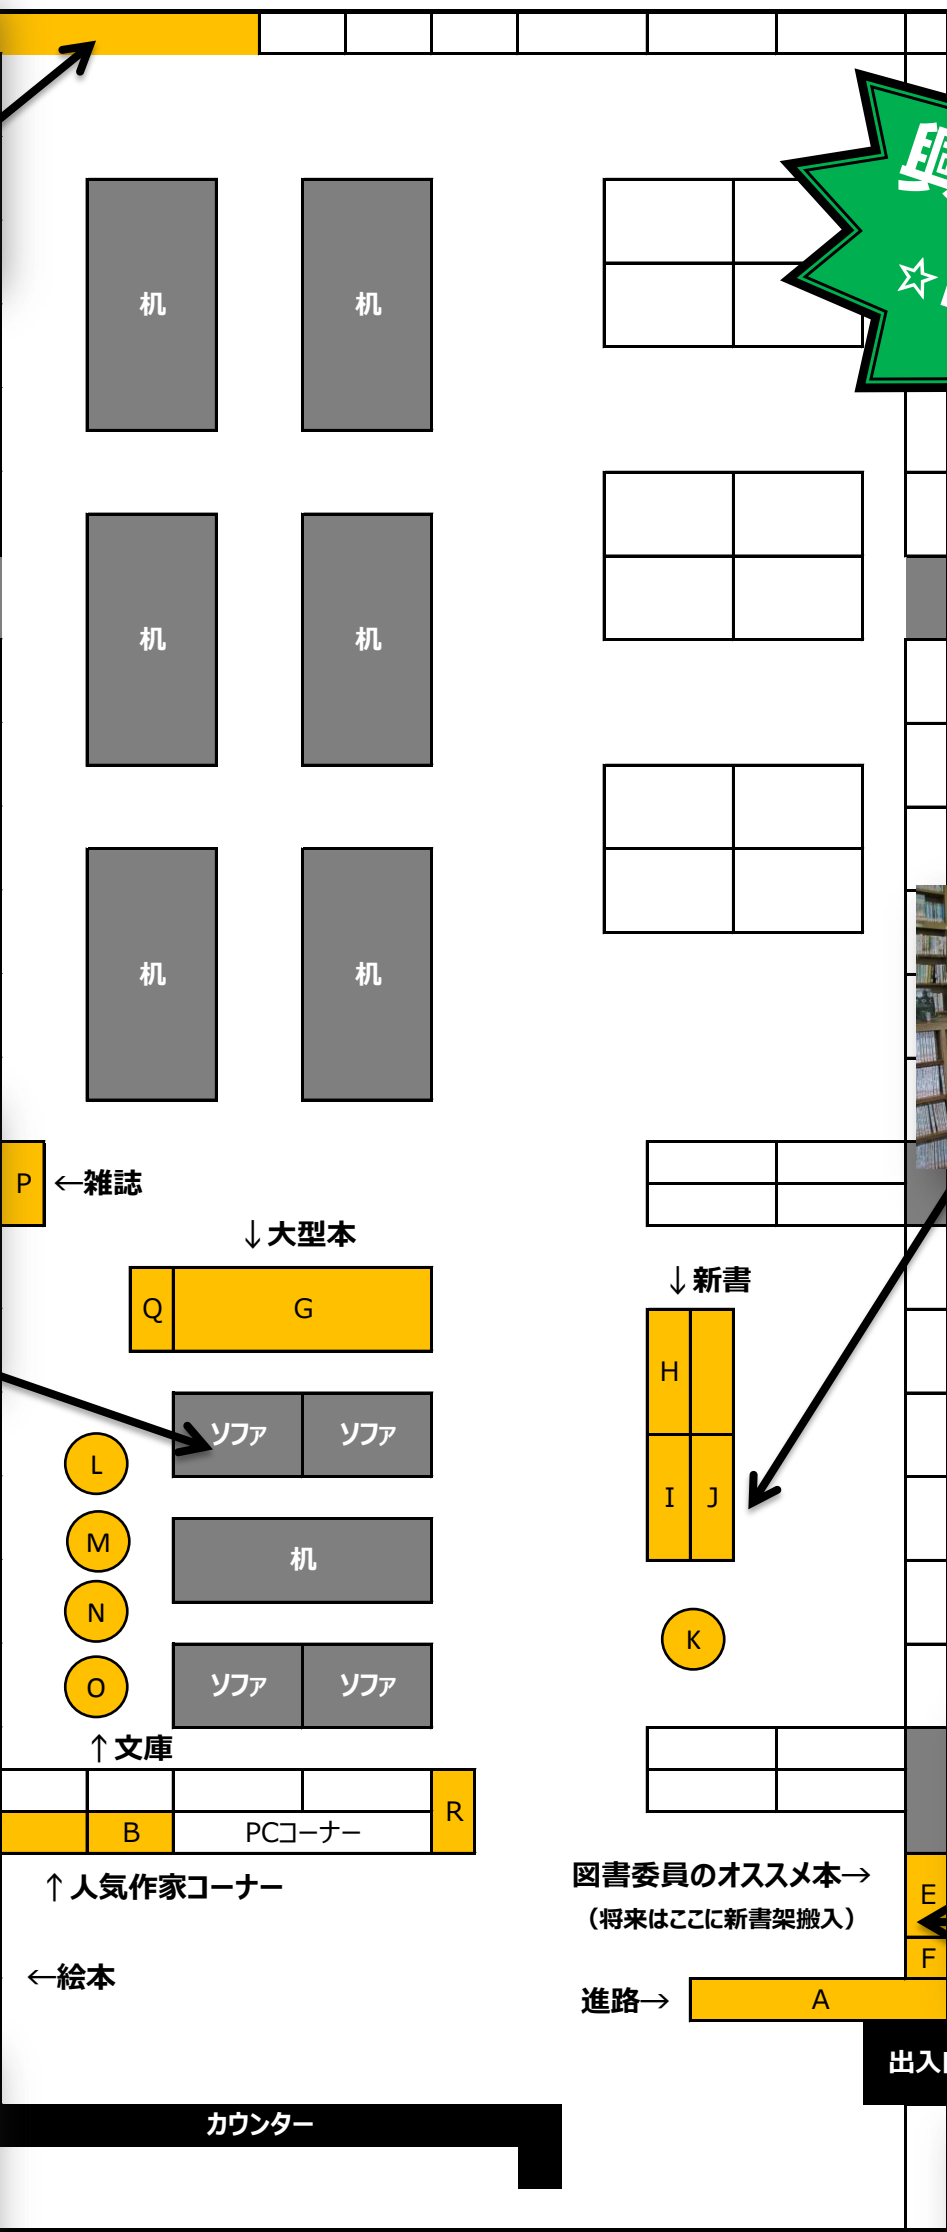 机 机
机 机
机 机
P ←雑誌
↓大型本
Q G
↓新書
H
I J
ソファ ソファ
L
M
机
N
K
O
ソファ ソファ
↑文庫
R
B PCコーナー
↑人気作家コーナー
図書委員のオススメ本→
（将来はここに新書架搬入）
E
F
←絵本
進路→ A
出入
カウンター
☆